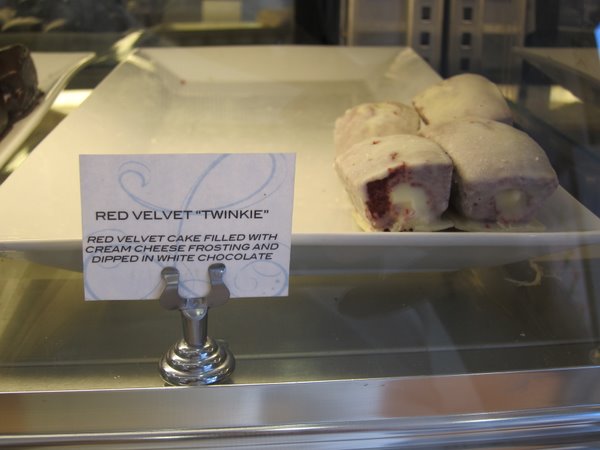 RED VELVET "TWINKIE"
RED VELVET CAKE FILLED WITH
CREAM CHEESE FROSTING AND
DIPPED IN WHITE CHOCOLATE